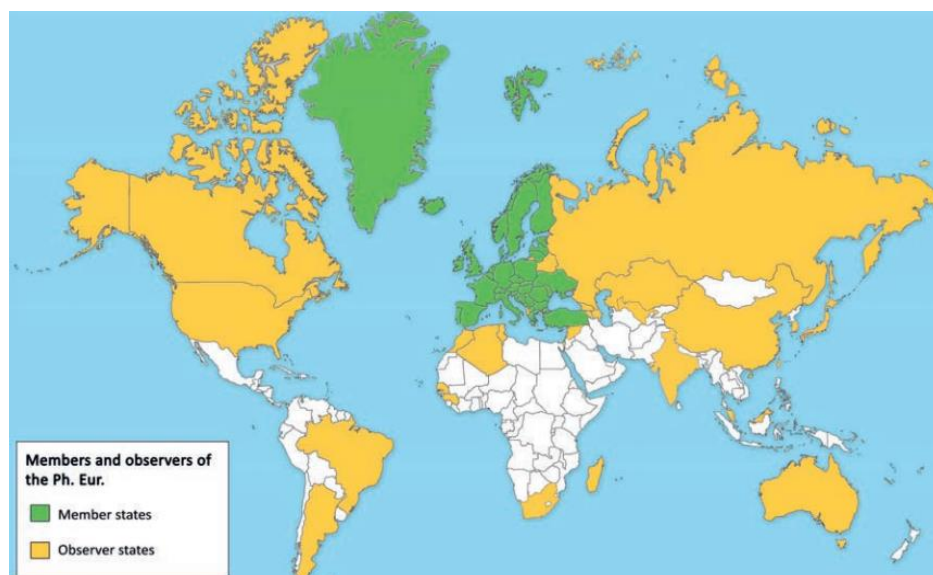 Members and observers of
the Ph. Eur.
Member states
Observer states